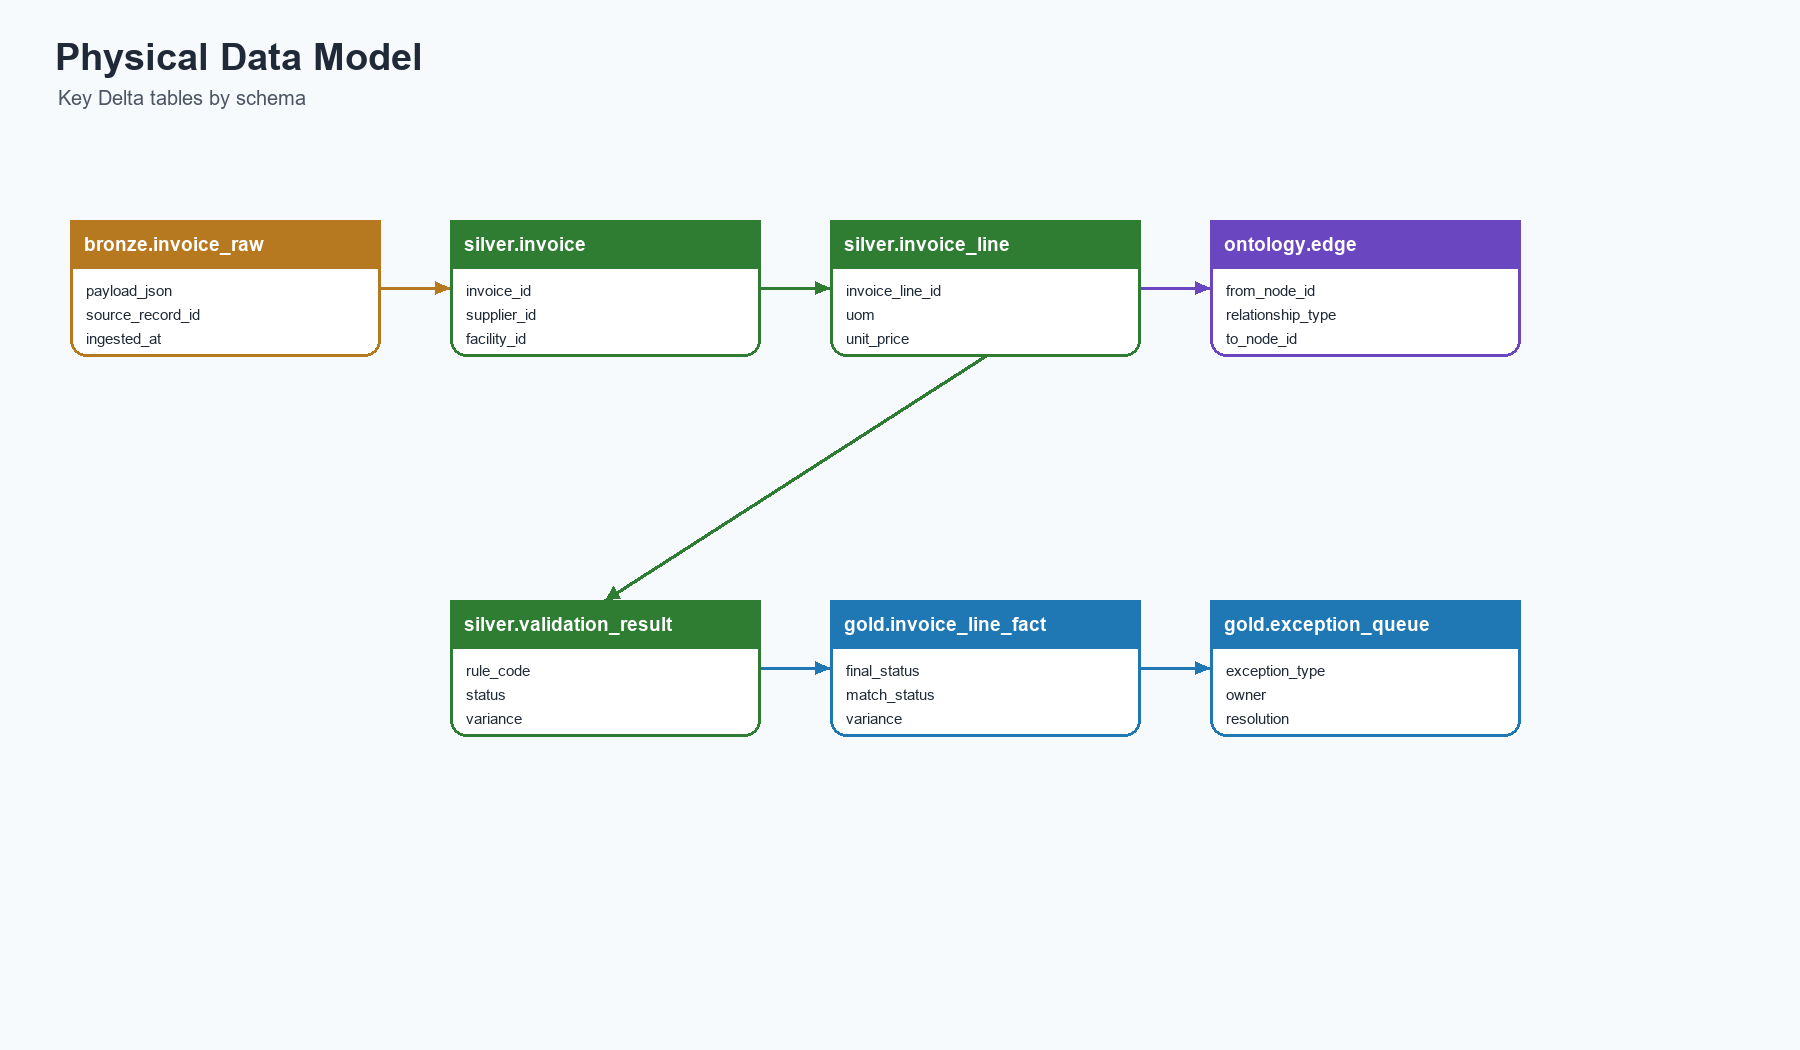 Physical Data Model
Key Delta tables by schema
bronze.invoice_raw
payload_json
source_record_id
ingested_at
silver.invoice
invoice_id
supplier_id
facility_id
silver.invoice_line
invoice_line_id
uom
unit_price
ontology.edge
from_node_id
relationship_type
to_node_id
silver.validation_result
rule_code
status
variance
gold.invoice_line_fact
final_status
match_status
variance
gold.exception_queue
exception_type
owner
resolution